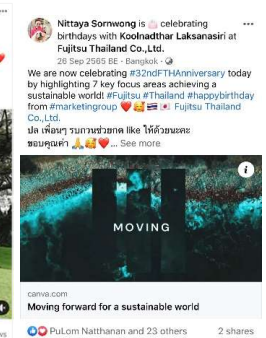 Nittaya Sornwong is 🎂 celebrating
birthdays with Koolnadthar Laksanasiri at
Fujitsu Thailand Co.,Ltd.
26 Sep 2565 BE · Bangkok ·
We are now celebrating #32ndFTHAnniversary today
by highlighting 7 key focus areas achieving a
sustainable world! #Fujitsu #Thailand #happybirthday
from #marketingroup ❤️🥰🇹🇭🇯🇵 Fujitsu Thailand
Co.,Ltd.
ปล เพื่อนๆ รบกวนช่วยกด like ให้ด้วยนะคะ
ขอบคุณค่า 🙏🥰❤️... See more
MOVING
canva.com
Moving forward for a sustainable world
PuLom Natthanan and 23 others 2 shares